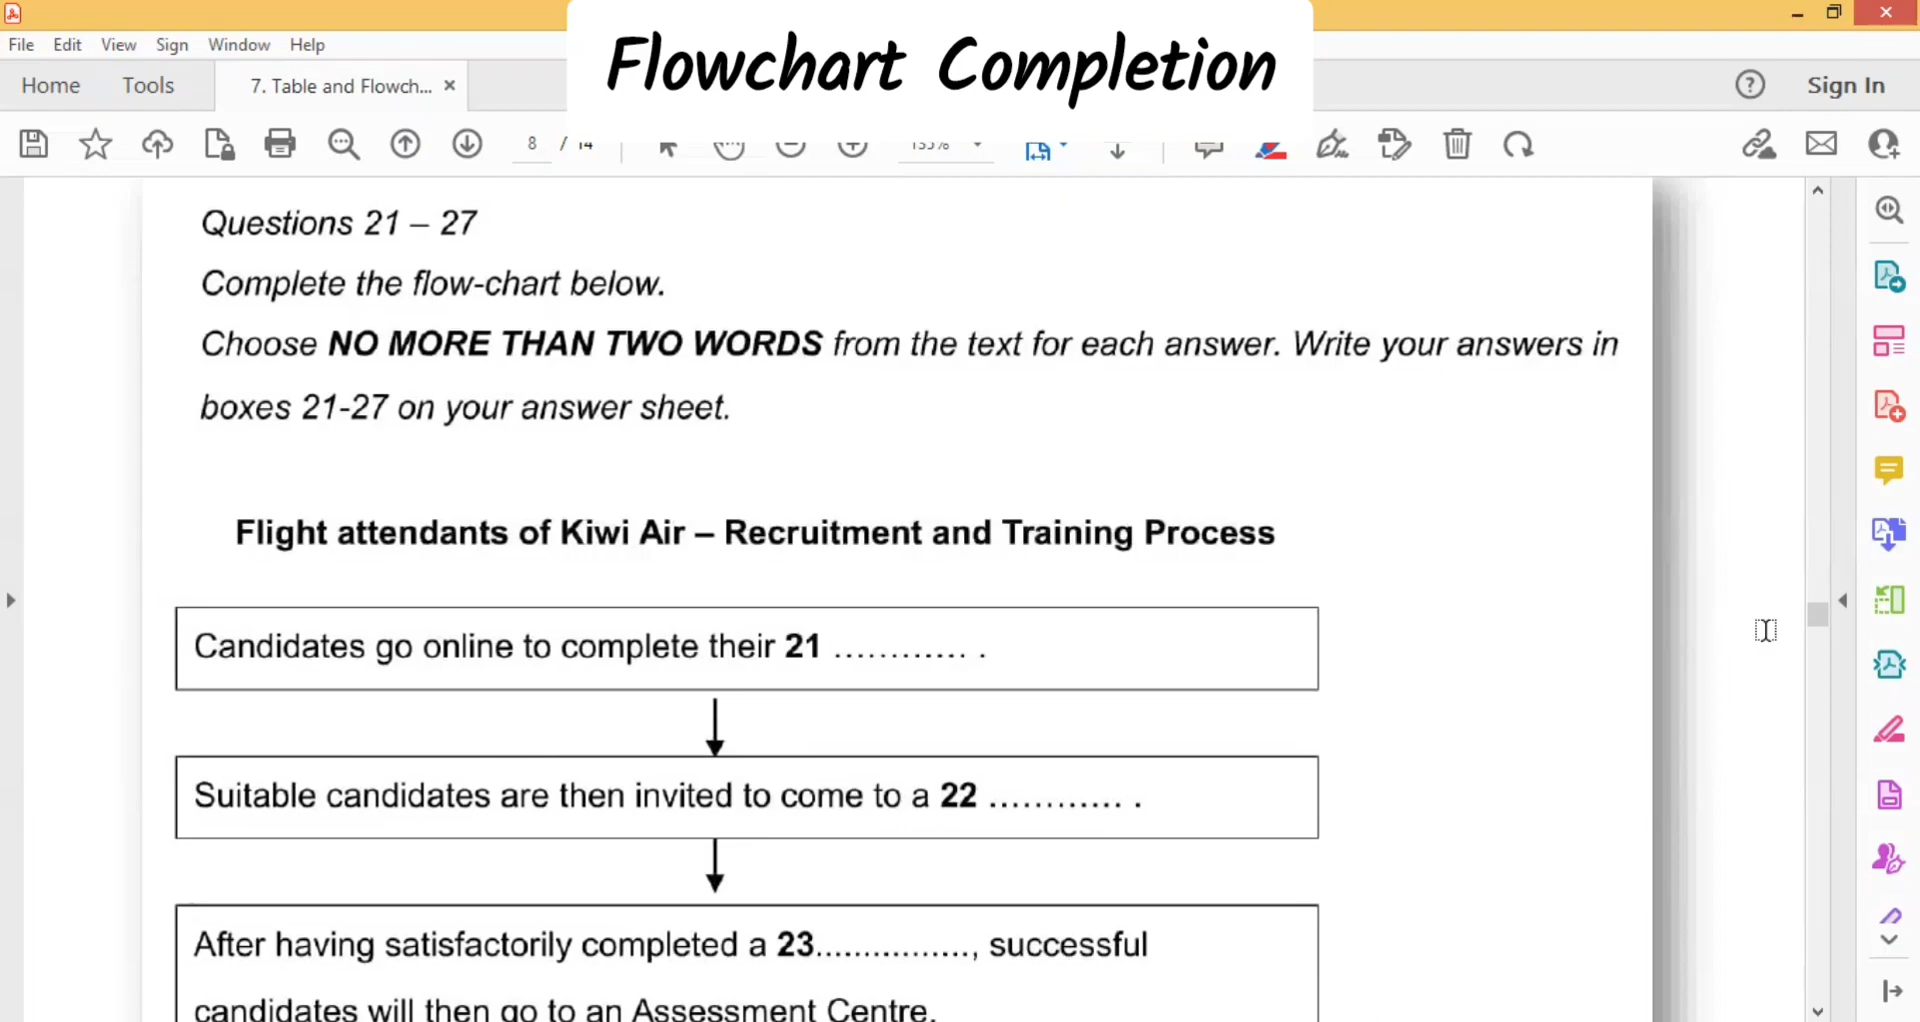 Flowchart Completion
File Edit View Sign Window Help
Home Tools 7. Table and Flowch... × Sign In
8 / 14 135%
Questions 21 – 27
Complete the flow-chart below.
Choose NO MORE THAN TWO WORDS from the text for each answer. Write your answers in
boxes 21-27 on your answer sheet.
Flight attendants of Kiwi Air – Recruitment and Training Process
Candidates go online to complete their 21 ………… .
Suitable candidates are then invited to come to a 22 ………… .
After having satisfactorily completed a 23……………, successful
candidates will then go to an Assessment Centre.